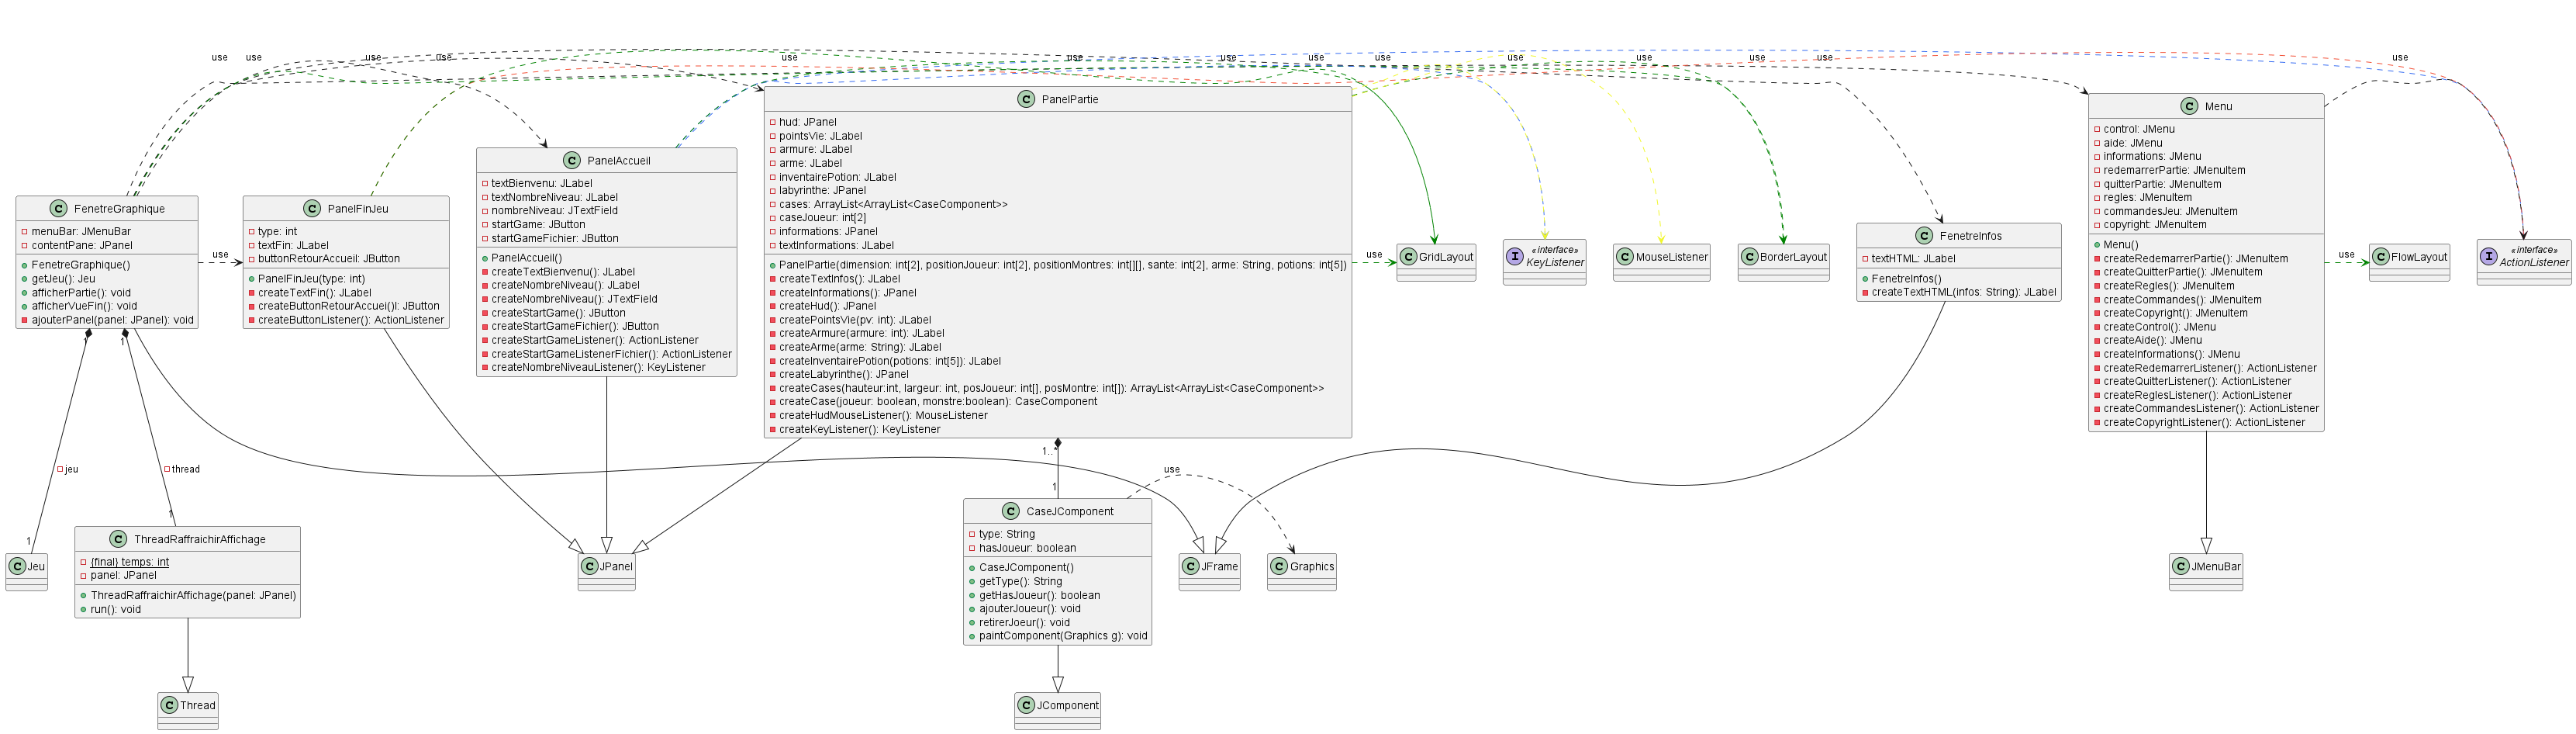 use
use
use
use
use
use
use
use
use
use
use
use
use
PanelPartie
hud: JPanel
pointsVie: JLabel
armure: JLabel
arme: JLabel
inventairePotion: JLabel
labyrinthe: JPanel
cases: ArrayList<ArrayList<CaseComponent>>
caseJoueur: int[2]
informations: JPanel
textInformations: JLabel
PanelPartie(dimension: int[2], positionJoueur: int[2], positionMontres: int[][], sante: int[2], arme: String, potions: int[5])
createTextInfos(): JLabel
createInformations(): JPanel
createHud(): JPanel
createPointsVie(pv: int): JLabel
createArmure(armure: int): JLabel
createArme(arme: String): JLabel
createInventairePotion(potions: int[5]): JLabel
createLabyrinthe(): JPanel
createCases(hauteur:int, largeur: int, posJoueur: int[], posMontre: int[]): ArrayList<ArrayList<CaseComponent>>
createCase(joueur: boolean, monstre:boolean): CaseComponent
createHudMouseListener(): MouseListener
createKeyListener(): KeyListener
Menu
control: JMenu
aide: JMenu
informations: JMenu
redemarrerPartie: JMenuItem
quitterPartie: JMenuItem
regles: JMenuItem
commandesJeu: JMenuItem
copyright: JMenuItem
Menu()
createRedemarrerPartie(): JMenuItem
createQuitterPartie(): JMenuItem
createRegles(): JMenuItem
createCommandes(): JMenuItem
createCopyright(): JMenuItem
createControl(): JMenu
createAide(): JMenu
createInformations(): JMenu
createRedemarrerListener(): ActionListener
createQuitterListener(): ActionListener
createReglesListener(): ActionListener
createCommandesListener(): ActionListener
createCopyrightListener(): ActionListener
PanelAccueil
textBienvenu: JLabel
textNombreNiveau: JLabel
nombreNiveau: JTextField
startGame: JButton
startGameFichier: JButton
PanelAccueil()
createTextBienvenu(): JLabel
createNombreNiveau(): JLabel
createNombreNiveau(): JTextField
createStartGame(): JButton
createStartGameFichier(): JButton
createStartGameListener(): ActionListener
createStartGameListenerFichier(): ActionListener
createNombreNiveauListener(): KeyListener
FenetreGraphique
menuBar: JMenuBar
contentPane: JPanel
FenetreGraphique()
getJeu(): Jeu
afficherPartie(): void
afficherVueFin(): void
ajouterPanel(panel: JPanel): void
use
PanelFinJeu
type: int
textFin: JLabel
buttonRetourAccueil: JButton
PanelFinJeu(type: int)
createTextFin(): JLabel
createButtonRetourAccuei()l: JButton
createButtonListener(): ActionListener
use
GridLayout
«interface»
KeyListener
MouseListener
BorderLayout
FenetreInfos
textHTML: JLabel
FenetreInfos()
createTextHTML(infos: String): JLabel
use
FlowLayout
«interface»
ActionListener
1
1
jeu
thread
1
1
1..*
1
use
Jeu
ThreadRaffraichirAffichage
{final} temps: int
panel: JPanel
ThreadRaffraichirAffichage(panel: JPanel)
run(): void
JPanel
CaseJComponent
type: String
hasJoueur: boolean
CaseJComponent()
getType(): String
getHasJoueur(): boolean
ajouterJoueur(): void
retirerJoeur(): void
paintComponent(Graphics g): void
JFrame
Graphics
JMenuBar
Thread
JComponent